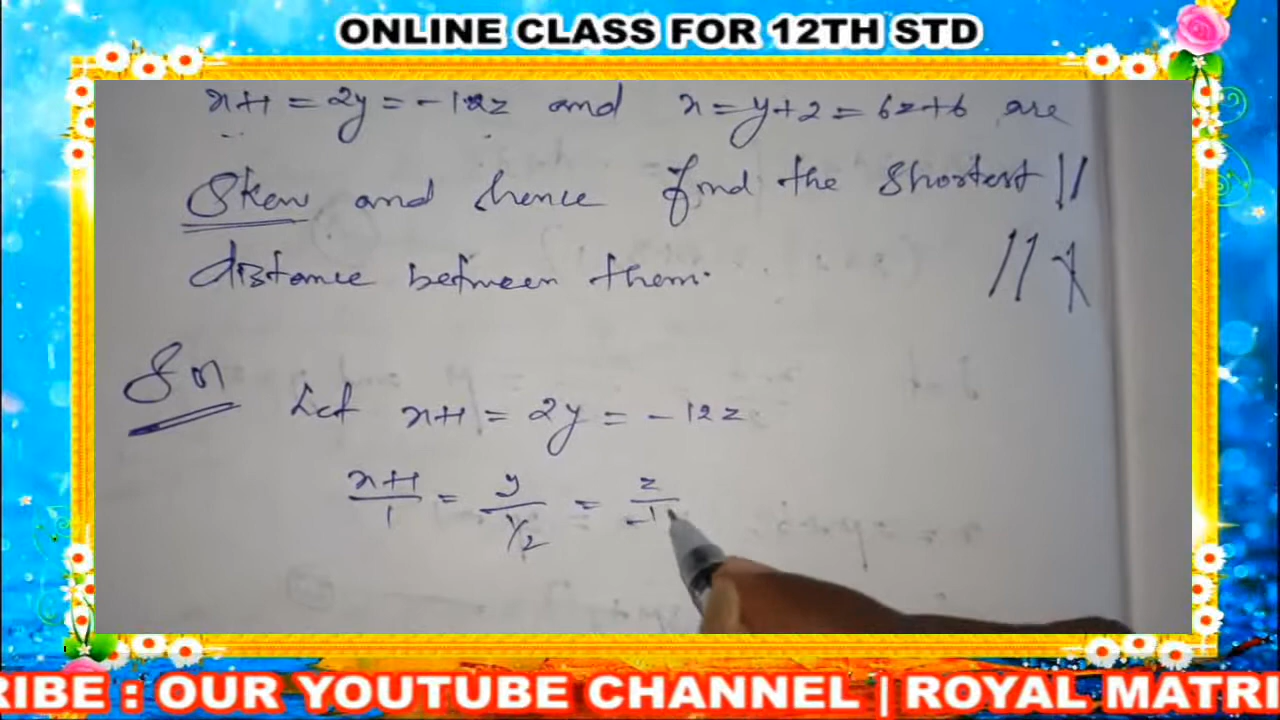 ONLINE CLASS FOR 12TH STD
x+1 = 2y = -12z and x = y+2 = 6z+6 are
Skew and hence find the shortest //
distance between them. // x
Son
Let x+1 = 2y = -12z
x+1/1 = y/1/2 = z/-1
RIBE : OUR YOUTUBE CHANNEL | ROYAL MATRI